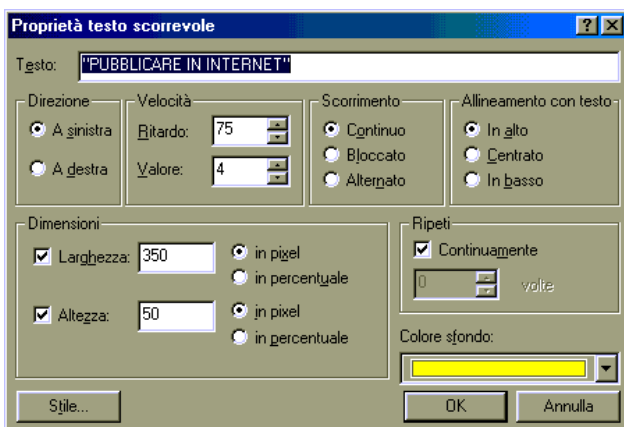 Proprietà testo scorrevole
Testo: "PUBBLICARE IN INTERNET"
Direzione
A sinistra
A destra
Velocità
Ritardo: 75
Valore: 4
Scorrimento
Continuo
Bloccato
Alternato
Allineamento con testo
In alto
Centrato
In basso
Dimensioni
Larghezza: 350
in pixel
in percentuale
Altezza: 50
in pixel
in percentuale
Ripeti
Continuamente
0 volte
Colore sfondo:
Stile...
OK
Annulla